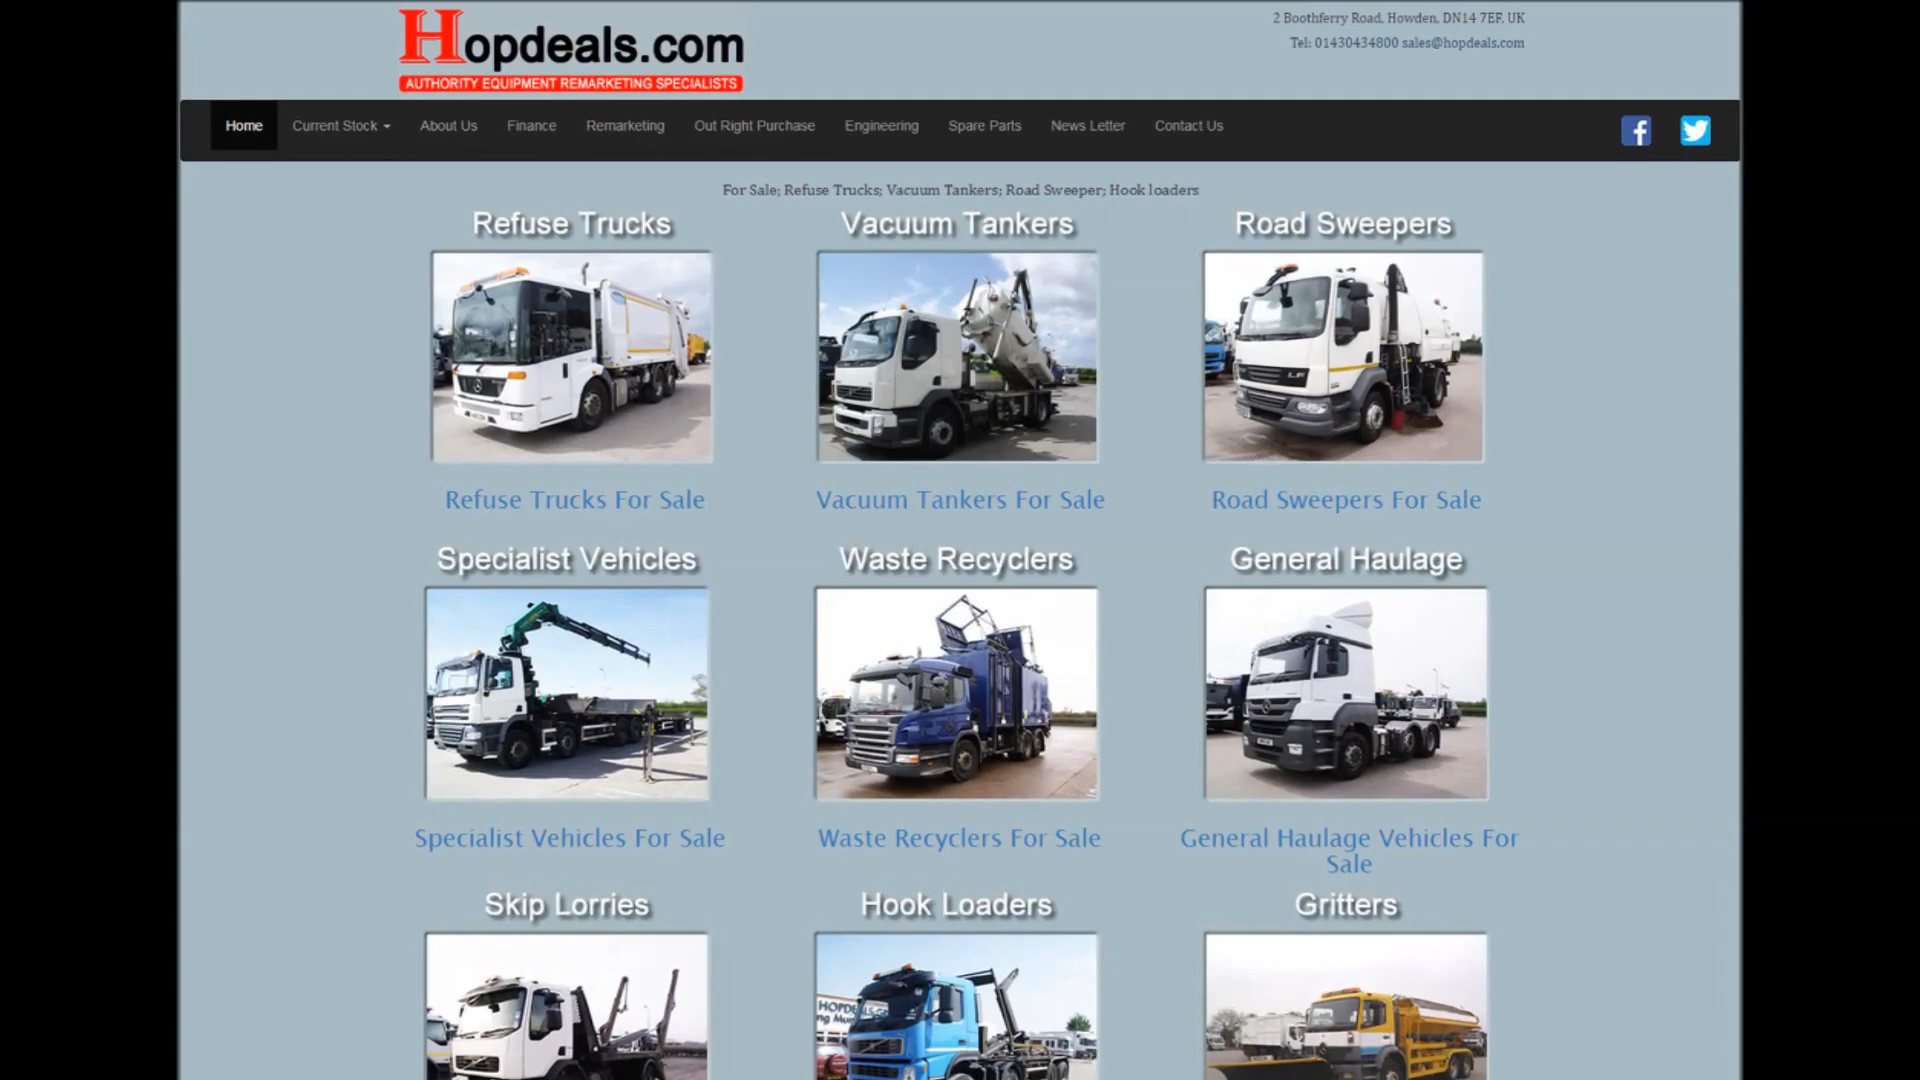 Hopdeals.com
AUTHORITY EQUIPMENT REMARKETING SPECIALISTS
2 Boothferry Road, Howden, DN14 7EF, UK
Tel: 01430434800 sales@hopdeals.com
Home Current Stock About Us Finance Remarketing Out Right Purchase Engineering Spare Parts News Letter Contact Us
For Sale; Refuse Trucks; Vacuum Tankers; Road Sweeper; Hook loaders
Refuse Trucks Vacuum Tankers Road Sweepers
LF
Refuse Trucks For Sale Vacuum Tankers For Sale Road Sweepers For Sale
Specialist Vehicles Waste Recyclers General Haulage
Specialist Vehicles For Sale Waste Recyclers For Sale General Haulage Vehicles For
Sale
Skip Lorries Hook Loaders Gritters